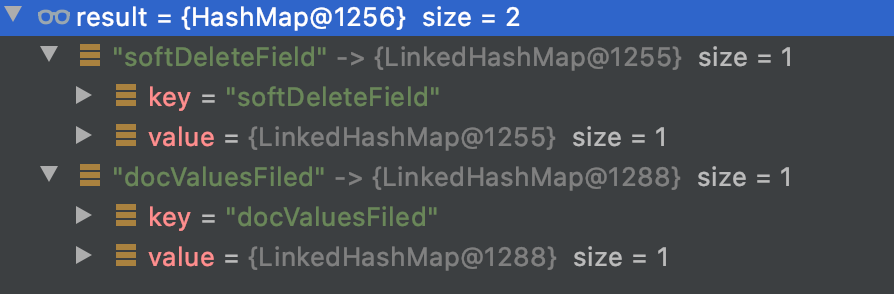 result = {HashMap@1256} size = 2
"softDeleteField" -> {LinkedHashMap@1255} size = 1
key = "softDeleteField"
value = {LinkedHashMap@1255} size = 1
"docValuesFiled" -> {LinkedHashMap@1288} size = 1
key = "docValuesFiled"
value = {LinkedHashMap@1288} size = 1